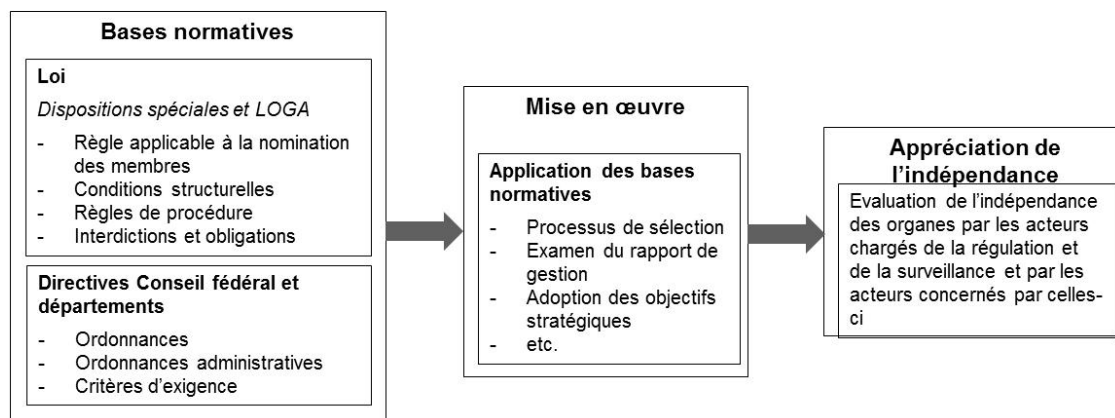 Bases normatives
Loi
Dispositions spéciales et LOGA
- Règle applicable à la nomination
des membres
- Conditions structurelles
- Règles de procédure
- Interdictions et obligations
Directives Conseil fédéral et
départements
- Ordonnances
- Ordonnances administratives
- Critères d'exigence
Mise en œuvre
Application des bases
normatives
- Processus de sélection
- Examen du rapport de
gestion
- Adoption des objectifs
stratégiques
- etc.
Appréciation de
l'indépendance
Evaluation de l'indépendance
des organes par les acteurs
chargés de la régulation et
de la surveillance et par les
acteurs concernés par celles-
ci